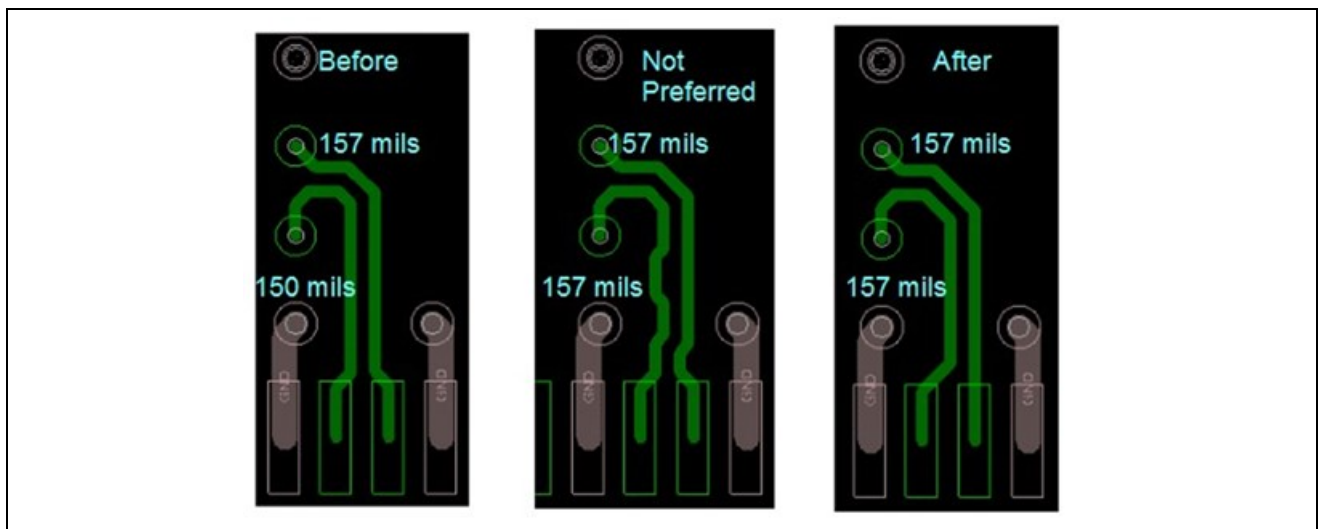 Before
157 mils
150 mils
GND
GND
Not
Preferred
157 mils
157 mils
GND
GND
After
157 mils
157 mils
GND
GND